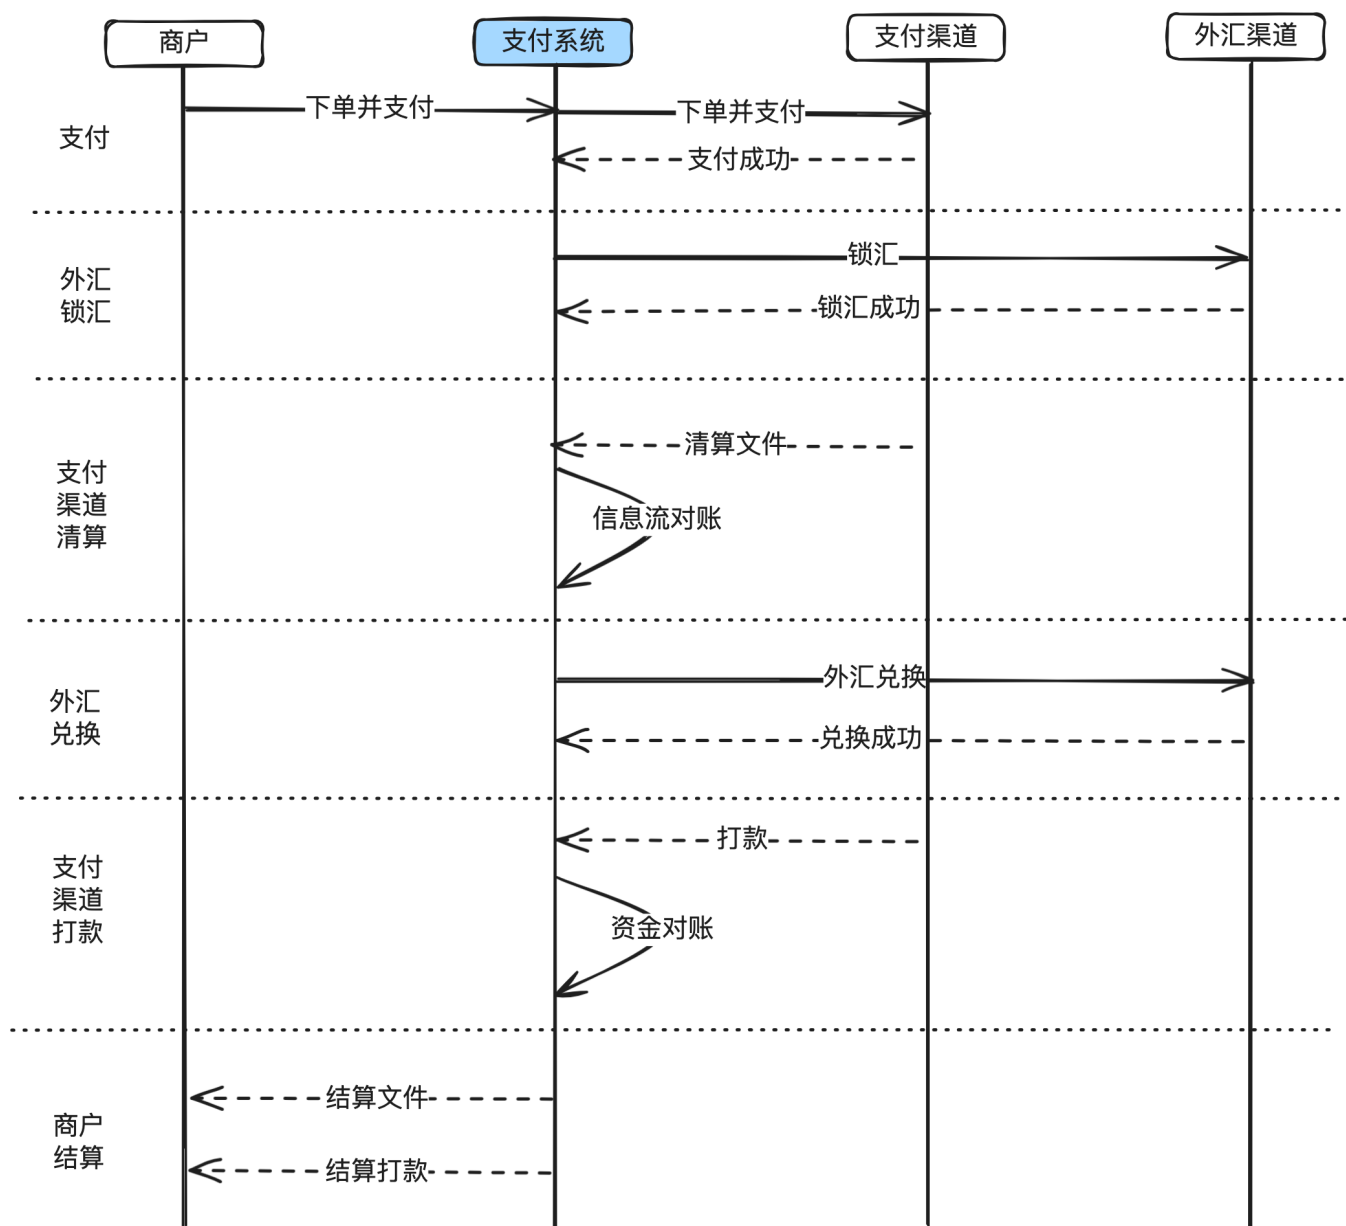 商户
支付系统
支付渠道
外汇渠道
下单并支付
下单并支付
支付
支付成功
锁汇
外汇
锁汇
锁汇成功
清算文件
支付
渠道
清算
信息流对账
外汇兑换
外汇
兑换
兑换成功
打款
支付
渠道
打款
资金对账
结算文件
商户
结算
结算打款